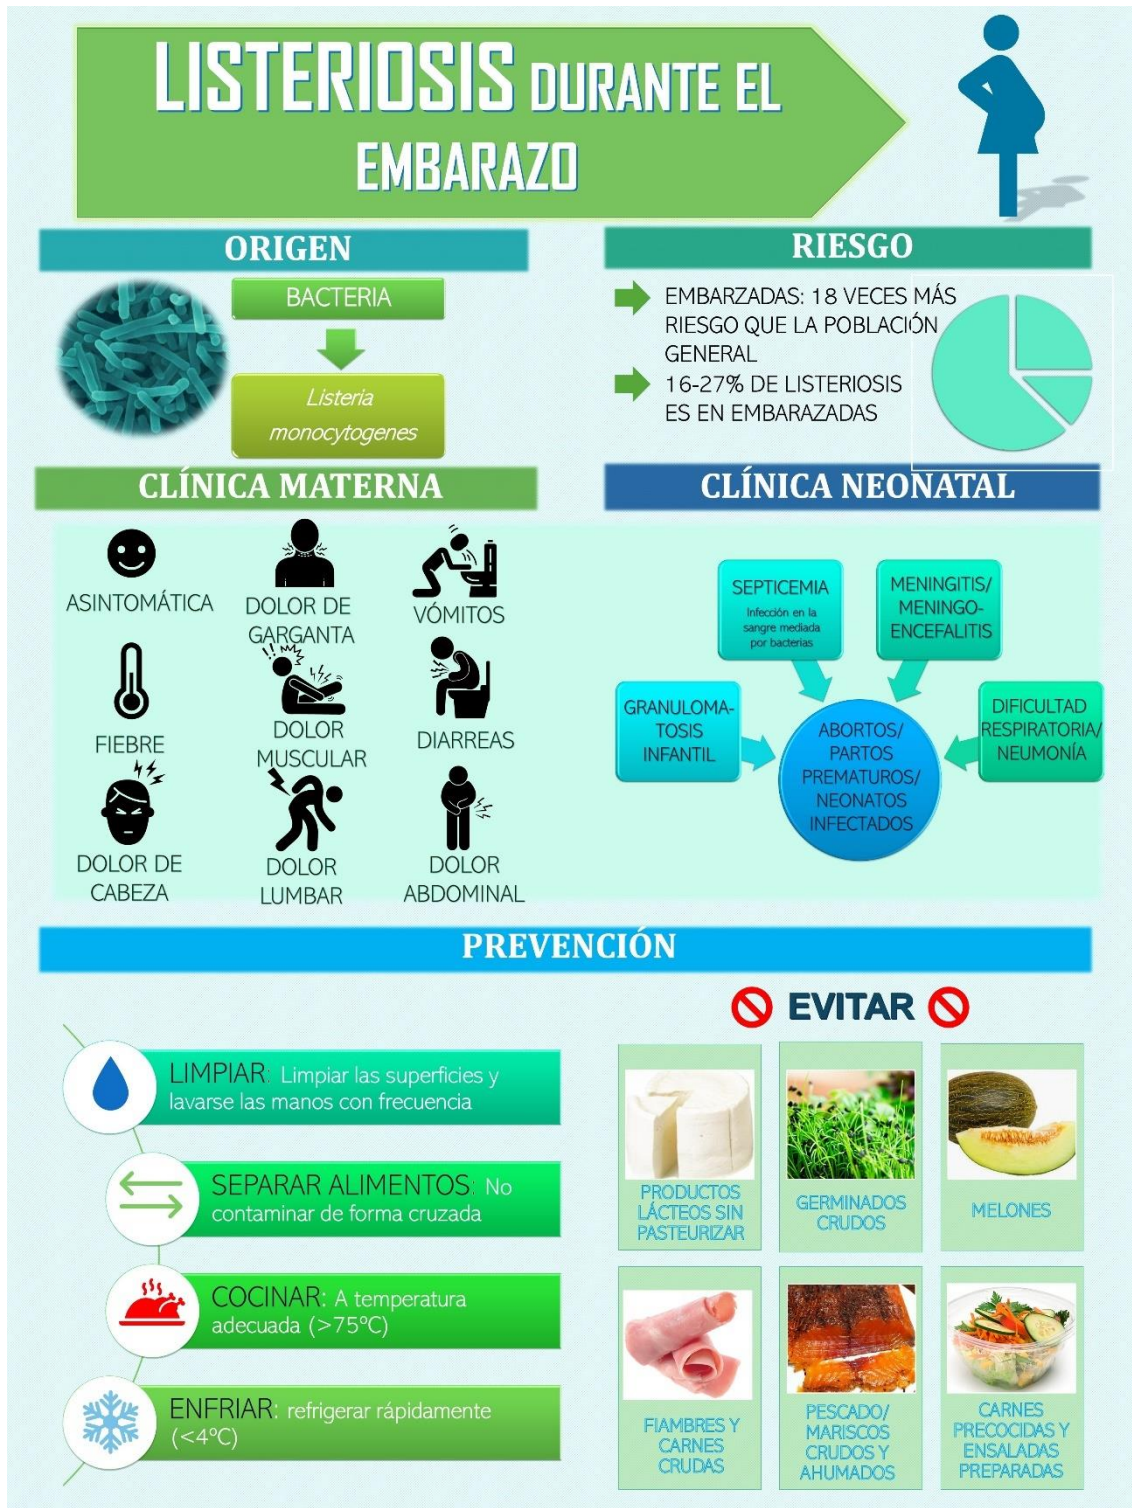 LISTERIOSIS DURANTE EL
EMBARAZO
ORIGEN
BACTERIA
Listeria
monocytogenes
RIESGO
EMBARZADAS: 18 VECES MÁS
RIESGO QUE LA POBLACIÓN
GENERAL
16-27% DE LISTERIOSIS
ES EN EMBARAZADAS
CLÍNICA MATERNA
ASINTOMÁTICA
DOLOR DE
GARGANTA
VÓMITOS
FIEBRE
DOLOR
MUSCULAR
DIARREAS
DOLOR DE
CABEZA
DOLOR
LUMBAR
DOLOR
ABDOMINAL
CLÍNICA NEONATAL
SEPTICEMIA
Infección en la
sangre mediada
por bacterias
MENINGITIS/
MENINGO-
ENCEFALITIS
GRANULOMA-
TOSIS
INFANTIL
ABORTOS/
PARTOS
PREMATUROS/
NEONATOS
INFECTADOS
DIFICULTAD
RESPIRATORIA/
NEUMONÍA
PREVENCIÓN
LIMPIAR: Limpiar las superficies y
lavarse las manos con frecuencia
SEPARAR ALIMENTOS: No
contaminar de forma cruzada
COCINAR: A temperatura
adecuada (>75ºC)
ENFRIAR: refrigerar rápidamente
(<4ºC)
EVITAR
PRODUCTOS
LÁCTEOS SIN
PASTEURIZAR
GERMINADOS
CRUDOS
MELONES
FIAMBRES Y
CARNES
CRUDAS
PESCADO/
MARISCOS
CRUDOS Y
AHUMADOS
CARNES
PRECOCIDAS Y
ENSALADAS
PREPARADAS